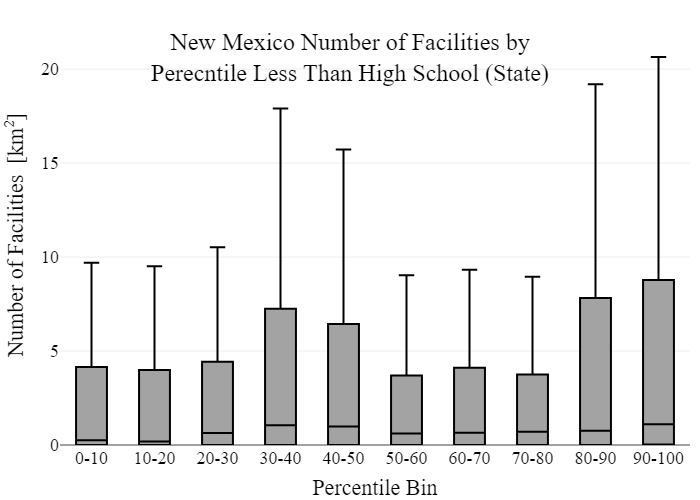 New Mexico Number of Facilities by
Perecntile Less Than High School (State)
Number of Facilities [km²]
20
15
10
5
0
0-10 10-20 20-30 30-40 40-50 50-60 60-70 70-80 80-90 90-100
Percentile Bin